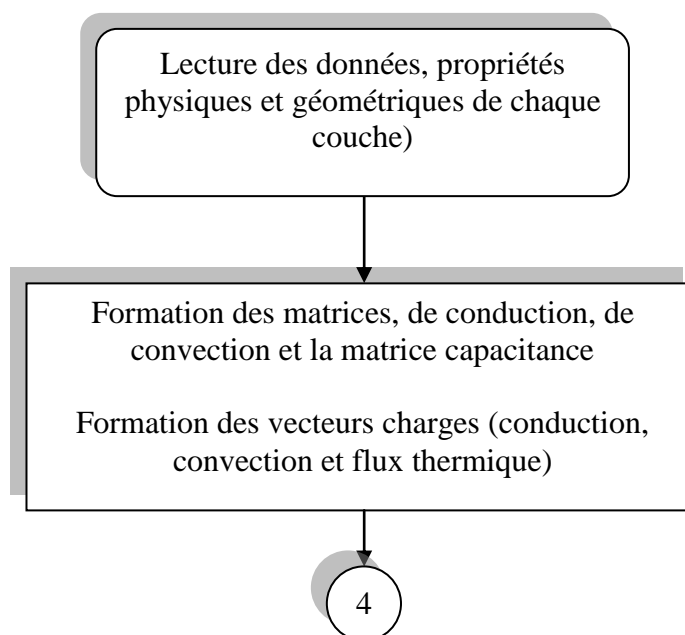 Lecture des données, propriétés
physiques et géométriques de chaque
couche)
Formation des matrices, de conduction, de
convection et la matrice capacitance
Formation des vecteurs charges (conduction,
convection et flux thermique)
4